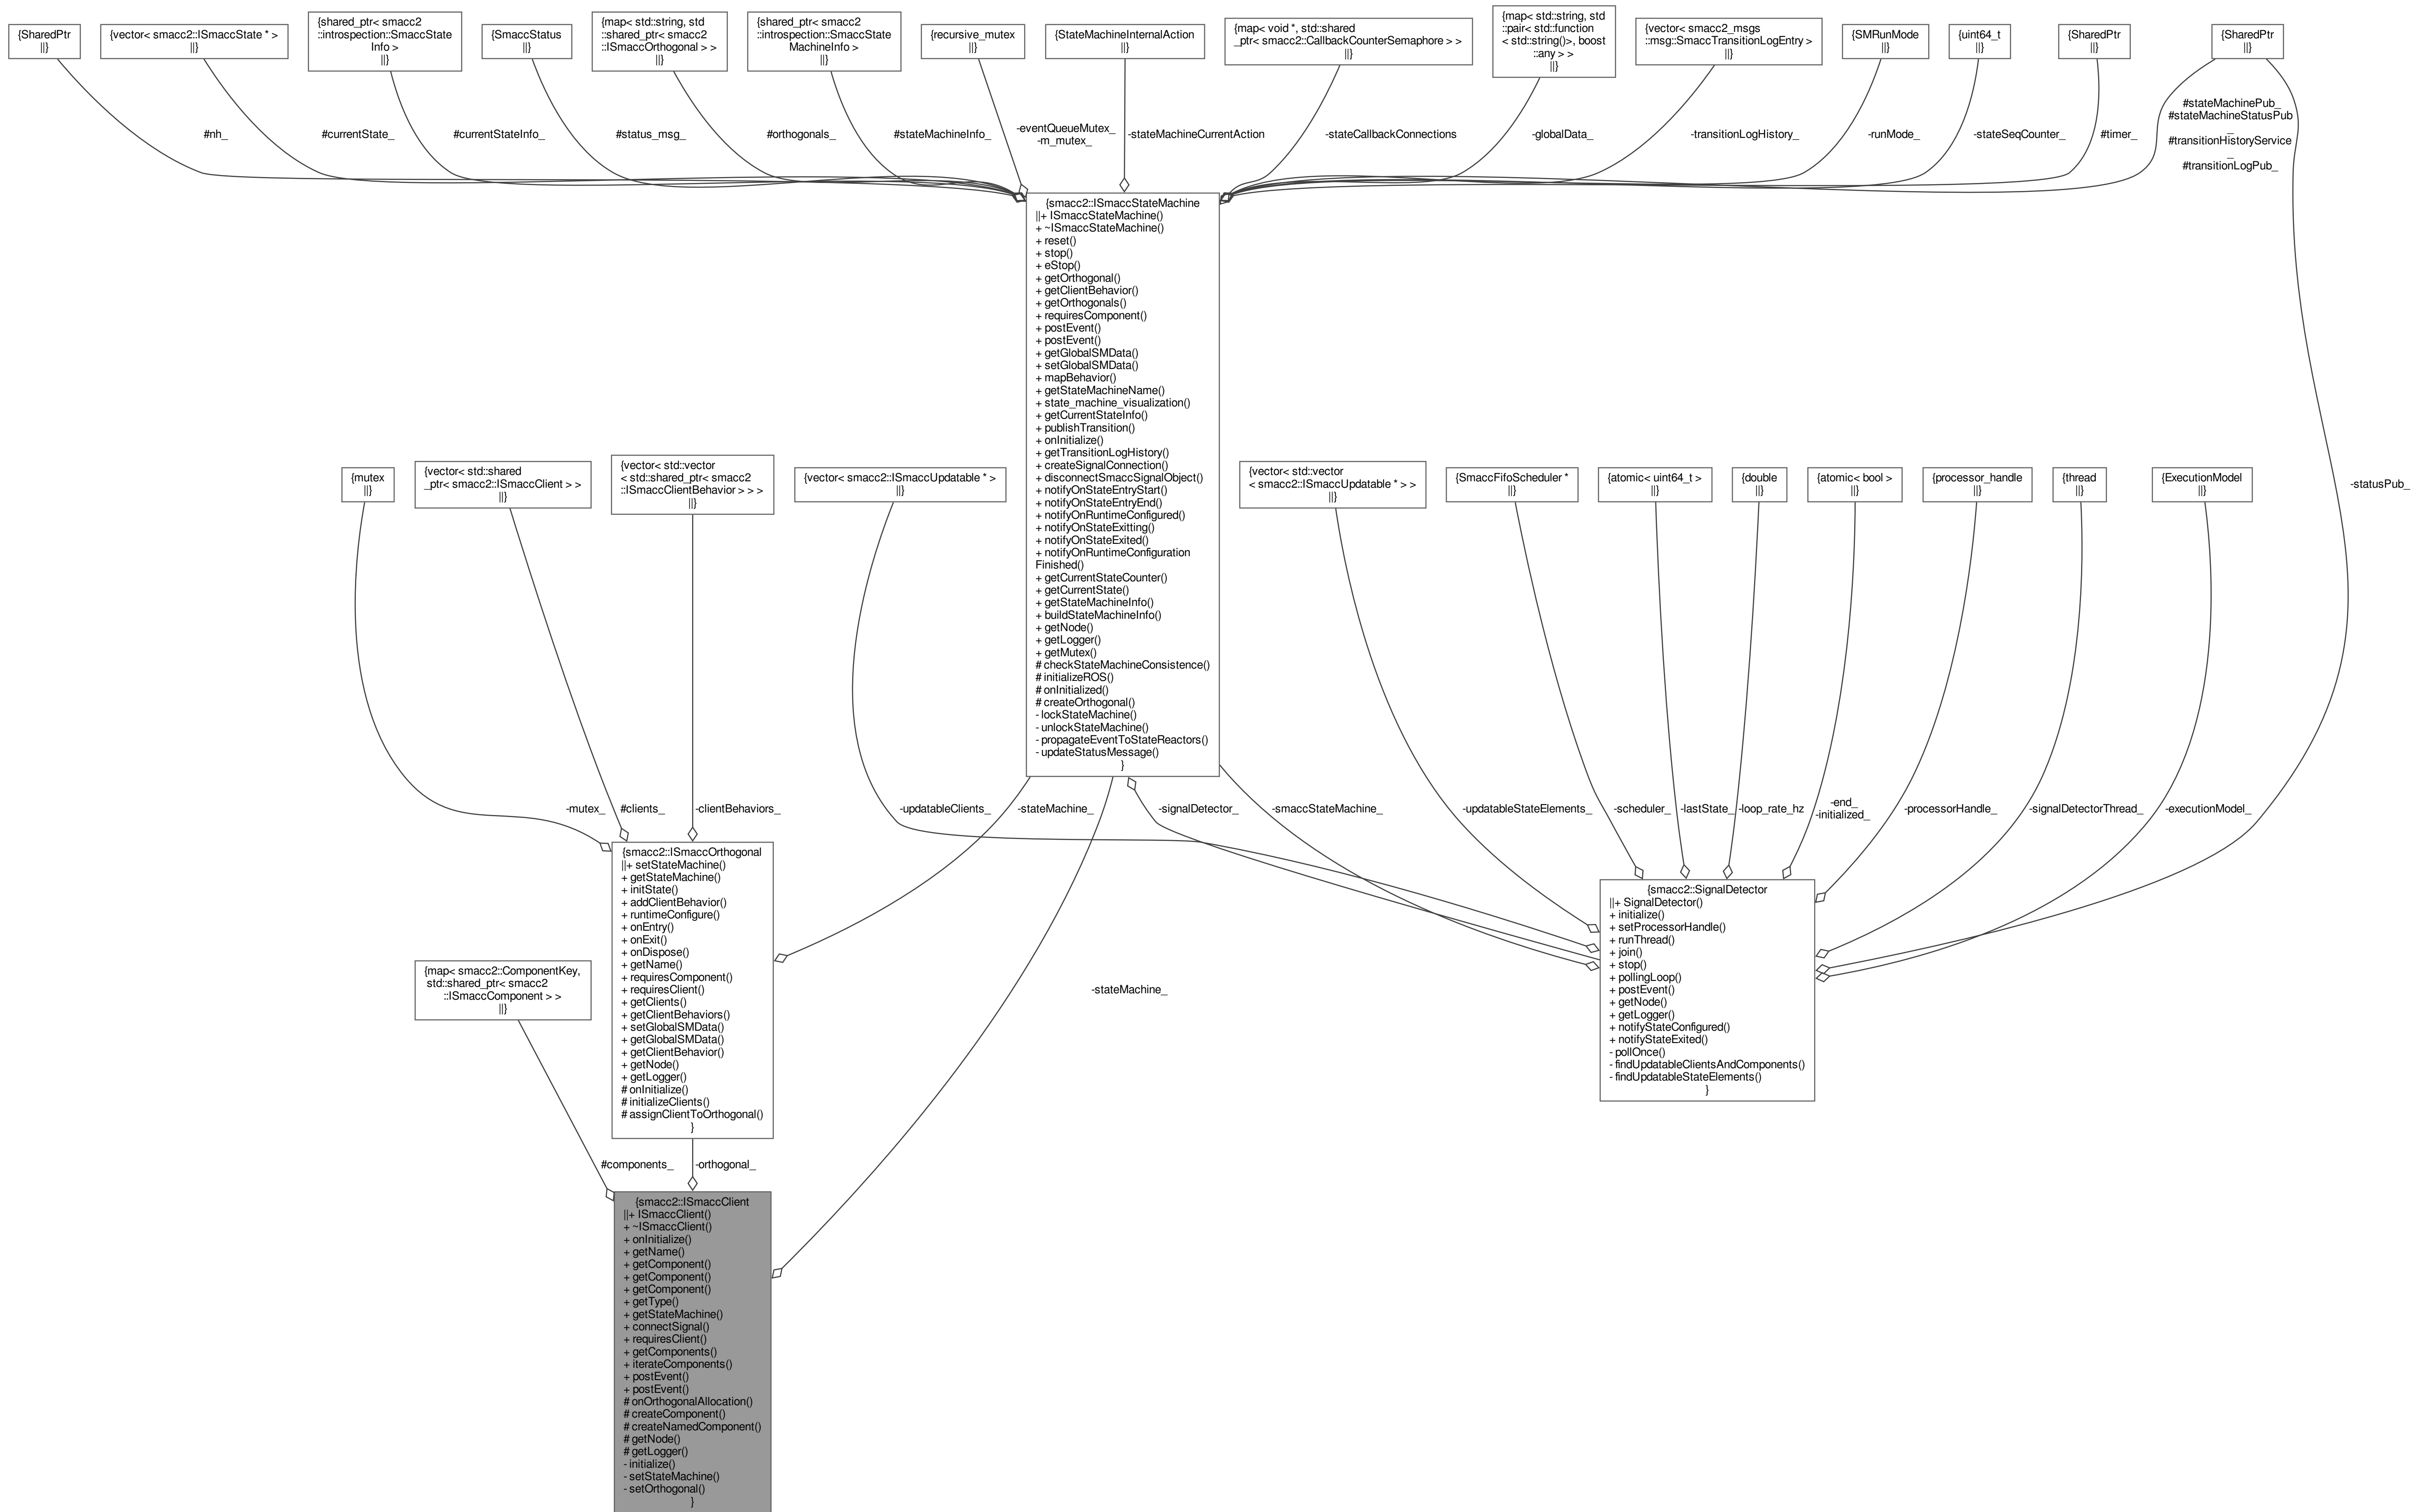 {SharedPtr
||}
{vector< smacc2::ISmaccState * >
||}
{shared_ptr< smacc2
::introspection::SmaccState
Info >
||}
{SmaccStatus
||}
{map< std::string, std
::shared_ptr< smacc2
::ISmaccOrthogonal > >
||}
{shared_ptr< smacc2
::introspection::SmaccState
MachineInfo >
||}
{recursive_mutex
||}
{StateMachineInternalAction
||}
{map< void *, std::shared
_ptr< smacc2::CallbackCounterSemaphore > >
||}
{map< std::string, std
::pair< std::function
< std::string()>, boost
::any > >
||}
{vector< smacc2_msgs
::msg::SmaccTransitionLogEntry >
||}
{SMRunMode
||}
{uint64_t
||}
{SharedPtr
||}
{SharedPtr
||}
#nh_
#currentState_
#currentStateInfo_
#status_msg_
#orthogonals_
#stateMachineInfo_
-eventQueueMutex_
-m_mutex_
-stateMachineCurrentAction
-stateCallbackConnections
-globalData_
-transitionLogHistory_
-runMode_
-stateSeqCounter_
#timer_
#stateMachinePub_
#stateMachineStatusPub
_
#transitionHistoryService
_
#transitionLogPub_
{smacc2::ISmaccStateMachine
||+ ISmaccStateMachine()
+ ~ISmaccStateMachine()
+ reset()
+ stop()
+ eStop()
+ getOrthogonal()
+ getClientBehavior()
+ getOrthogonals()
+ requiresComponent()
+ postEvent()
+ postEvent()
+ getGlobalSMData()
+ setGlobalSMData()
+ mapBehavior()
+ getStateMachineName()
+ state_machine_visualization()
+ getCurrentStateInfo()
+ publishTransition()
+ onInitialize()
+ getTransitionLogHistory()
+ createSignalConnection()
+ disconnectSmaccSignalObject()
+ notifyOnStateEntryStart()
+ notifyOnStateEntryEnd()
+ notifyOnRuntimeConfigured()
+ notifyOnStateExitting()
+ notifyOnStateExited()
+ notifyOnRuntimeConfiguration
Finished()
+ getCurrentStateCounter()
+ getCurrentState()
+ getStateMachineInfo()
+ buildStateMachineInfo()
+ getNode()
+ getLogger()
+ getMutex()
# checkStateMachineConsistence()
# initializeROS()
# onInitialized()
# createOrthogonal()
- lockStateMachine()
- unlockStateMachine()
- propagateEventToStateReactors()
- updateStatusMessage()
}
{mutex
||}
{vector< std::shared
_ptr< smacc2::ISmaccClient > >
||}
{vector< std::vector
< std::shared_ptr< smacc2
::ISmaccClientBehavior > > >
||}
{vector< smacc2::ISmaccUpdatable * >
||}
{vector< std::vector
< smacc2::ISmaccUpdatable * > >
||}
{SmaccFifoScheduler *
||}
{atomic< uint64_t >
||}
{double
||}
{atomic< bool >
||}
{processor_handle
||}
{thread
||}
{ExecutionModel
||}
-statusPub_
-mutex_
#clients_
-clientBehaviors_
-updatableClients_
-stateMachine_
-signalDetector_
-smaccStateMachine_
-updatableStateElements_
-scheduler_
-lastState_
-loop_rate_hz
-end_
-initialized_
-processorHandle_
-signalDetectorThread_
-executionModel_
{smacc2::ISmaccOrthogonal
||+ setStateMachine()
+ getStateMachine()
+ initState()
+ addClientBehavior()
+ runtimeConfigure()
+ onEntry()
+ onExit()
+ onDispose()
+ getName()
+ requiresComponent()
+ requiresClient()
+ getClients()
+ getClientBehaviors()
+ setGlobalSMData()
+ getGlobalSMData()
+ getClientBehavior()
+ getNode()
+ getLogger()
# onInitialize()
# initializeClients()
# assignClientToOrthogonal()
}
{smacc2::SignalDetector
||+ SignalDetector()
+ initialize()
+ setProcessorHandle()
+ runThread()
+ join()
+ stop()
+ pollingLoop()
+ postEvent()
+ getNode()
+ getLogger()
+ notifyStateConfigured()
+ notifyStateExited()
- pollOnce()
- findUpdatableClientsAndComponents()
- findUpdatableStateElements()
}
{map< smacc2::ComponentKey,
std::shared_ptr< smacc2
::ISmaccComponent > >
||}
-stateMachine_
#components_
-orthogonal_
{smacc2::ISmaccClient
||+ ISmaccClient()
+ ~ISmaccClient()
+ onInitialize()
+ getName()
+ getComponent()
+ getComponent()
+ getComponent()
+ getType()
+ getStateMachine()
+ connectSignal()
+ requiresClient()
+ getComponents()
+ iterateComponents()
+ postEvent()
+ postEvent()
# onOrthogonalAllocation()
# createComponent()
# createNamedComponent()
# getNode()
# getLogger()
- initialize()
- setStateMachine()
- setOrthogonal()
}